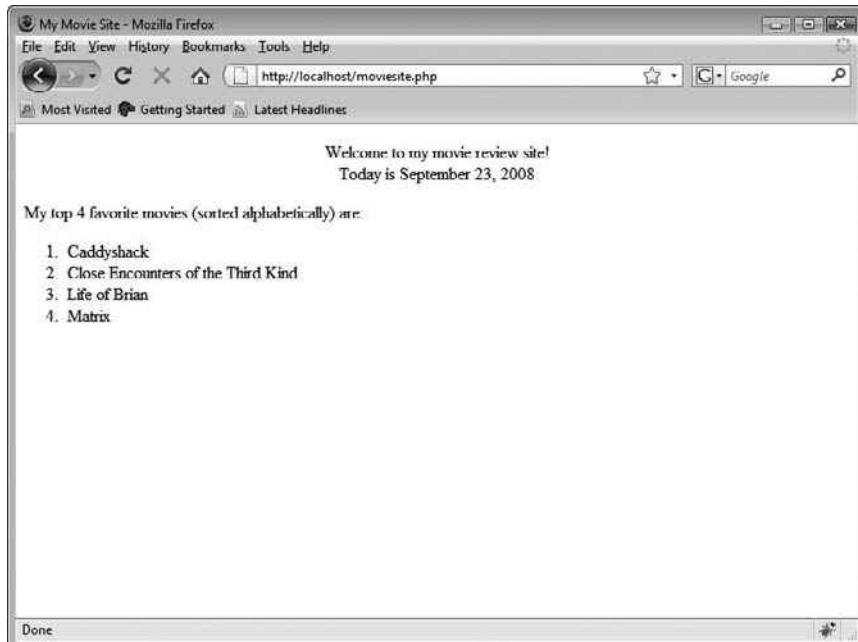 My Movie Site - Mozilla Firefox
File Edit View History Bookmarks Tools Help
http://localhost/moviesite.php
G Google
Most Visited Getting Started Latest Headlines
Welcome to my movie review site!
Today is September 23, 2008
My top 4 favorite movies (sorted alphabetically) are
1. Caddyshack
2 Close Encounters of the Third Kind
3. Life of Brian
4. Matrix
Done